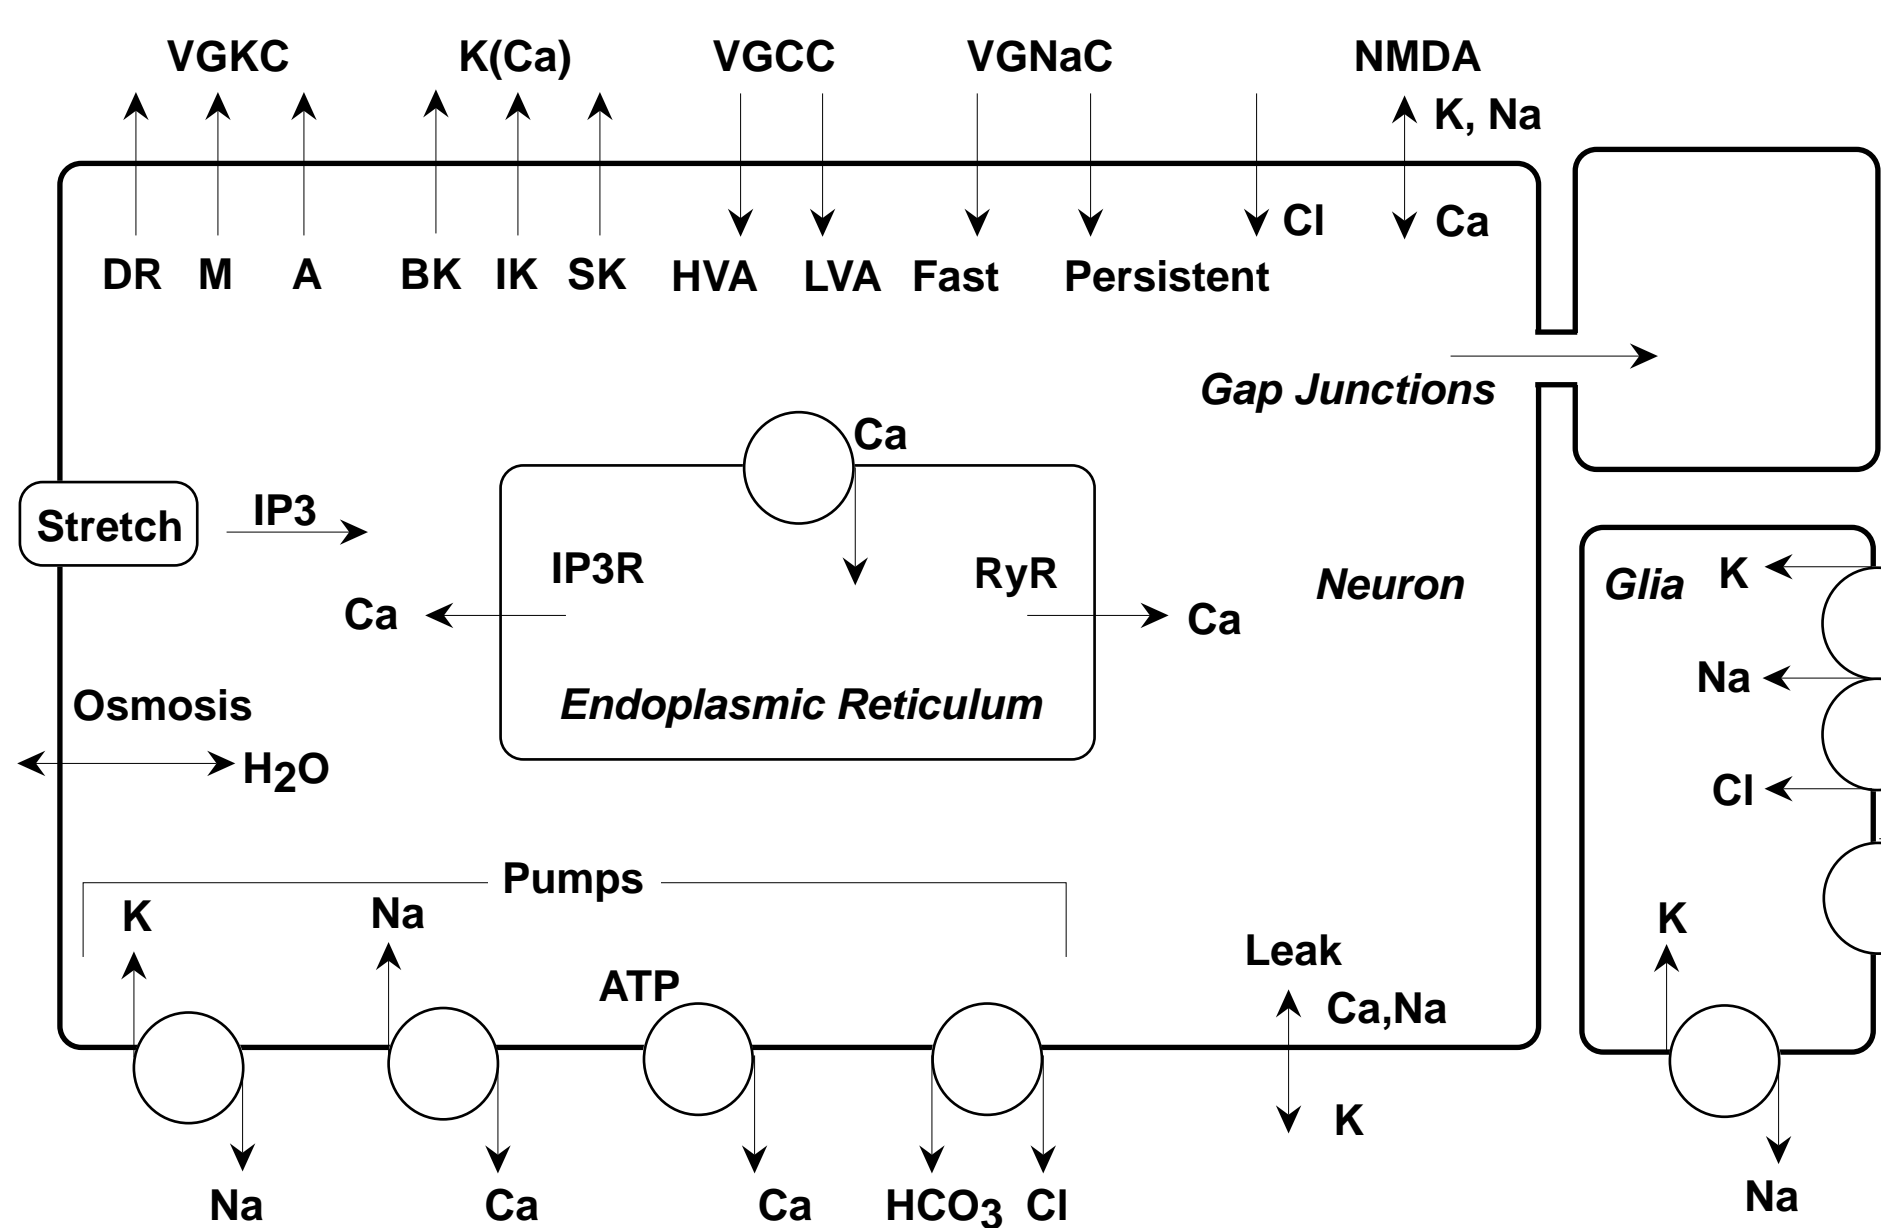 VGKC K(Ca) VGCC VGNaC NMDA
K, Na
Cl Ca
DR M A BK IK SK HVA LVA Fast Persistent
Gap Junctions
Ca
Stretch IP3
IP3R RyR Neuron Glia K
Ca Ca
Na
Osmosis Endoplasmic Reticulum
H2O Cl
Pumps
K Na K
Leak
ATP Ca,Na
K
Na Ca Ca HCO3 Cl Na